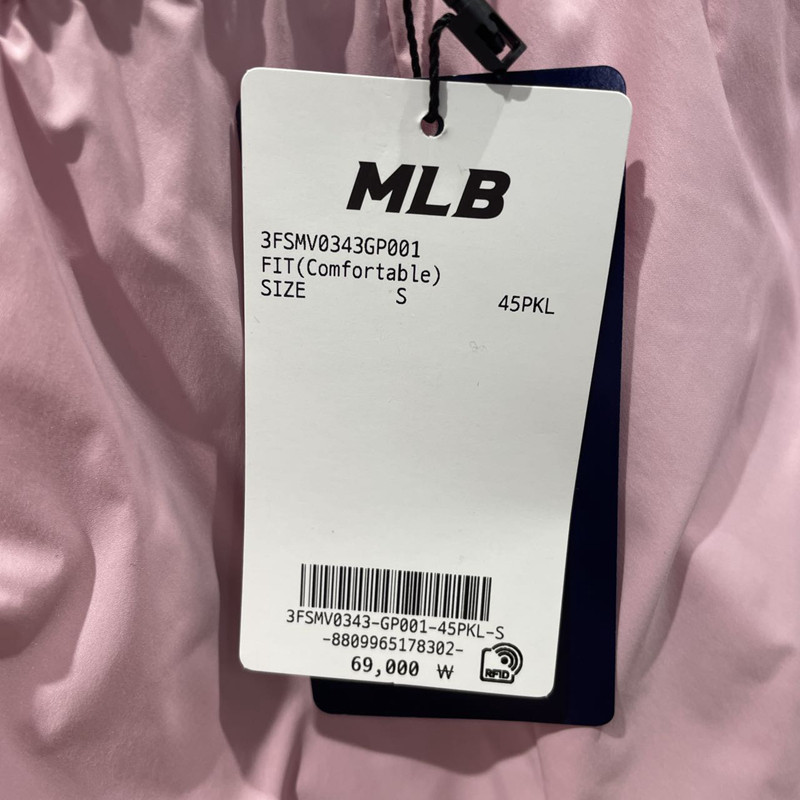 MLB
3FSMV0343GP001
FIT(Comfortable)
SIZE S 45PKL
3FSMV0343-GP001-45PKL-S
-8809965178302-
69,000 ₩
RFID